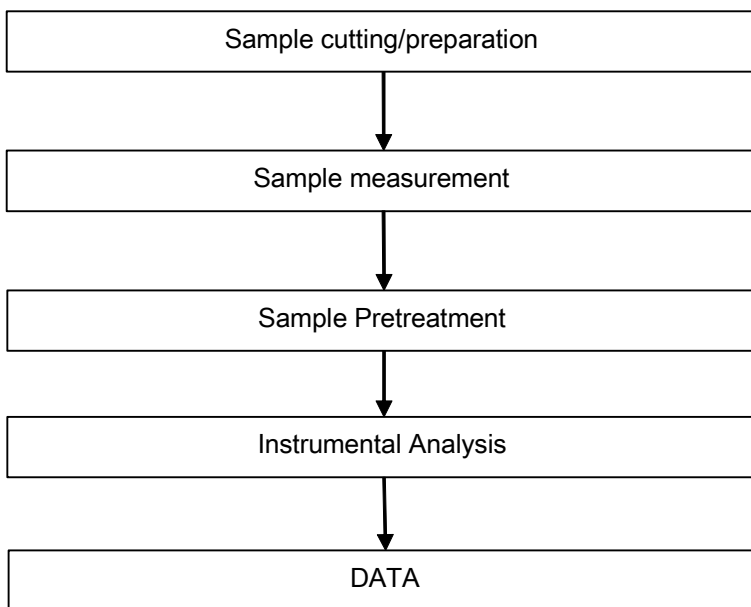 Sample cutting/preparation
Sample measurement
Sample Pretreatment
Instrumental Analysis
DATA